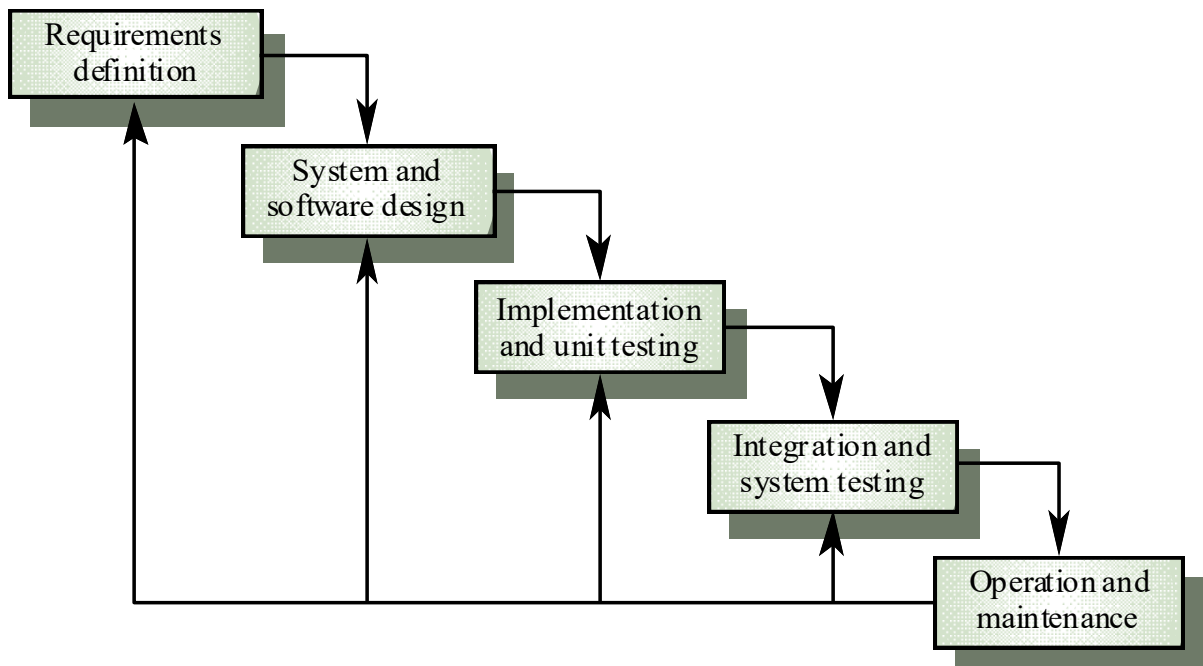 Requirements
definition
System and
software design
Implementation
and unit testing
Integration and
system testing
Operation and
maintenance